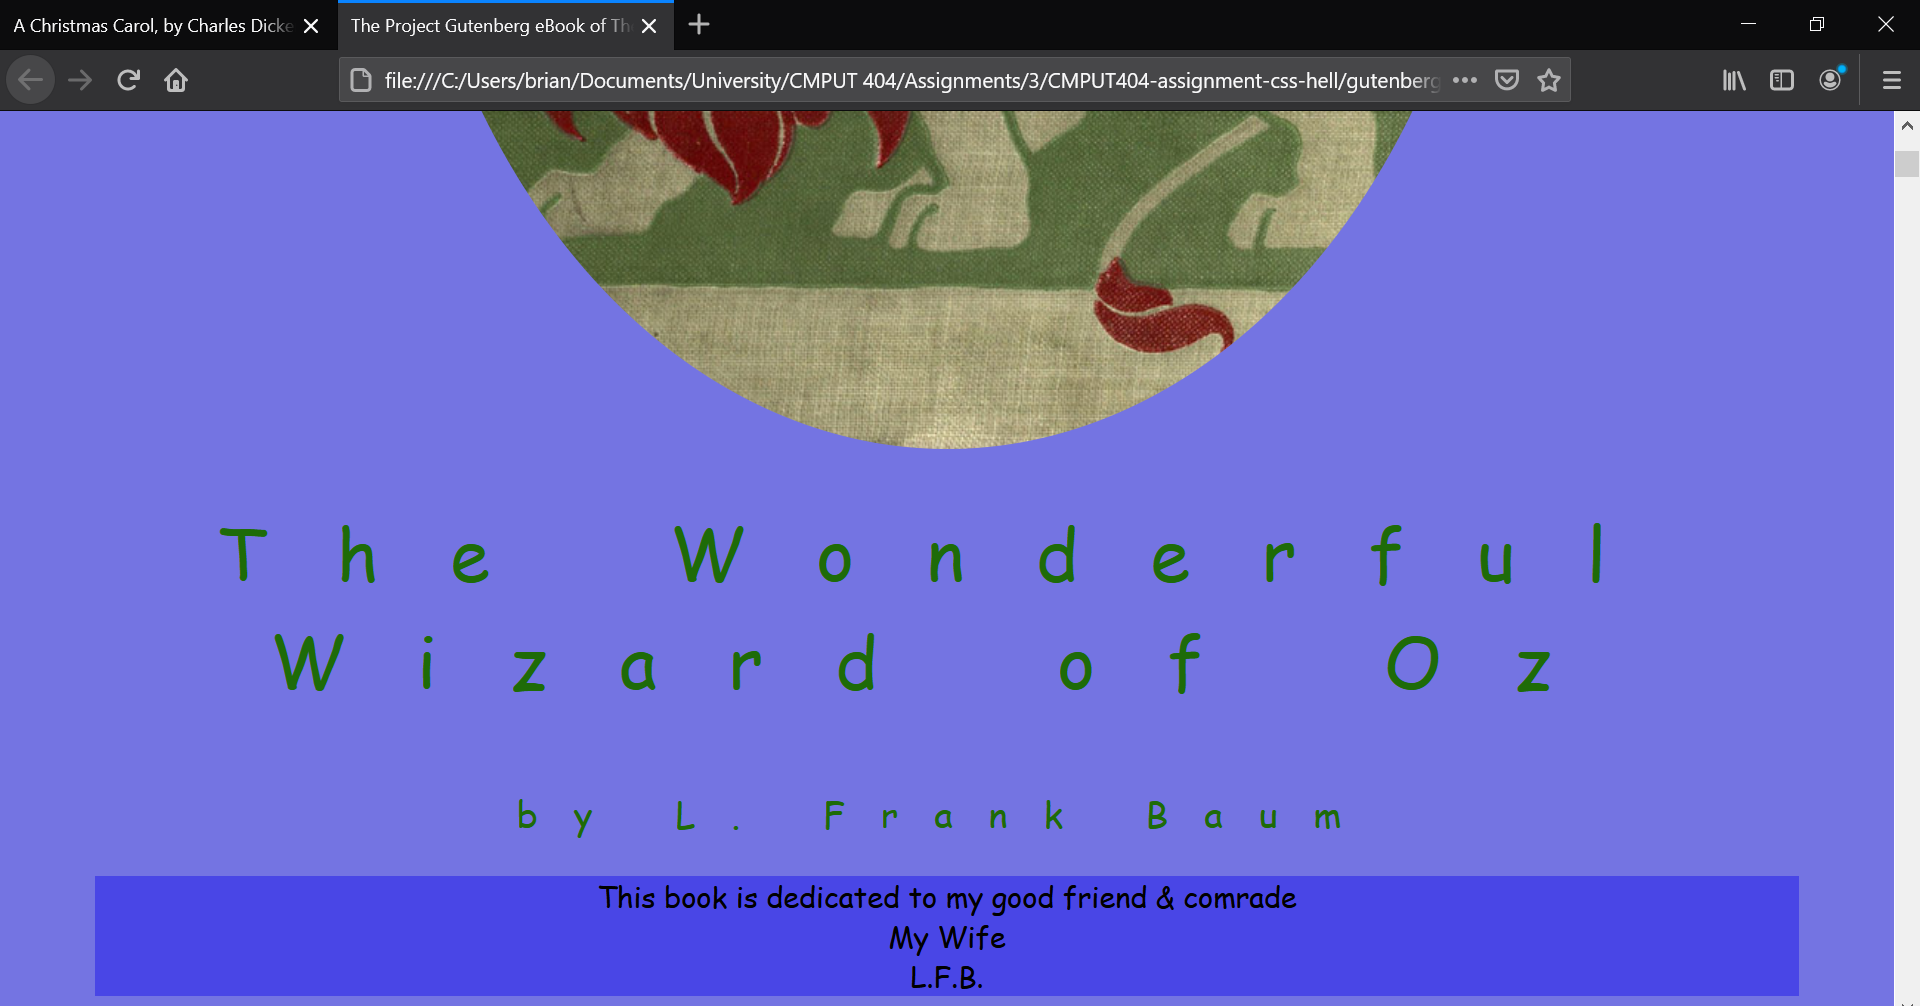 A Christmas Carol, by Charles Dicke
The Project Gutenberg eBook of Th
file:///C:/Users/brian/Documents/University/CMPUT 404/Assignments/3/CMPUT404-assignment-css-hell/gutenberg
The Wonderful
Wizard of Oz
by L. Frank Baum
This book is dedicated to my good friend & comrade
My Wife
L.F.B.